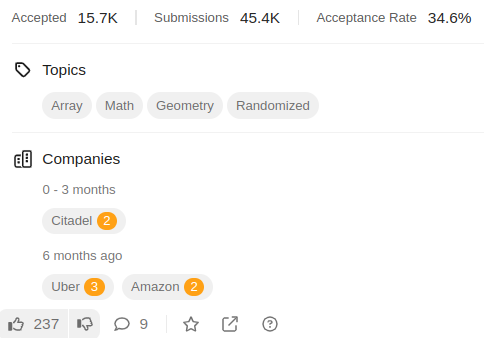 Accepted 15.7K Submissions 45.4K Acceptance Rate 34.6%
Topics
Array Math Geometry Randomized
Companies
0 - 3 months
Citadel 2
6 months ago
Uber 3 Amazon 2
237 9